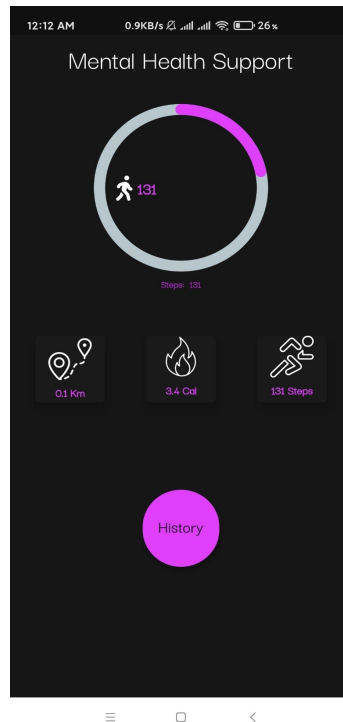 12:12 AM 0.9KB/s 26%
Mental Health Support
131
Steps: 131
0.1 Km 3.4 Cal 131 Steps
History